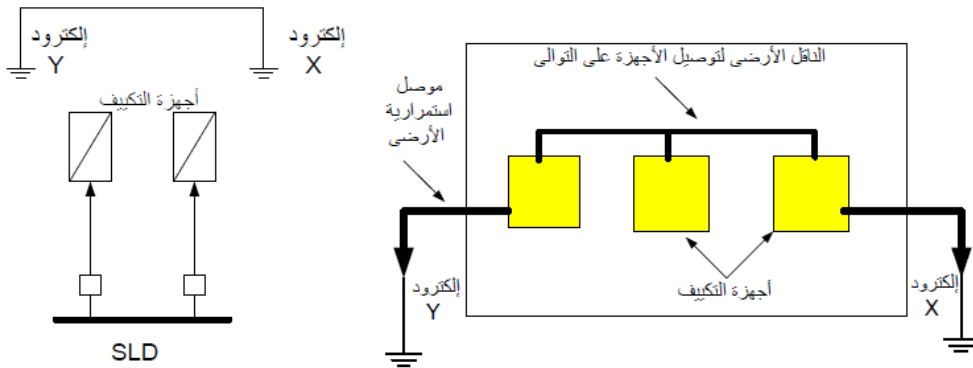 إلكترود
Y
إلكترود
X
أجهزة التكييف
SLD
الناقل الأرضى لتوصيل الأجهزة على التوالى
موصل
استمرارية
الأرضى
أجهزة التكييف
إلكترود
Y
إلكترود
X